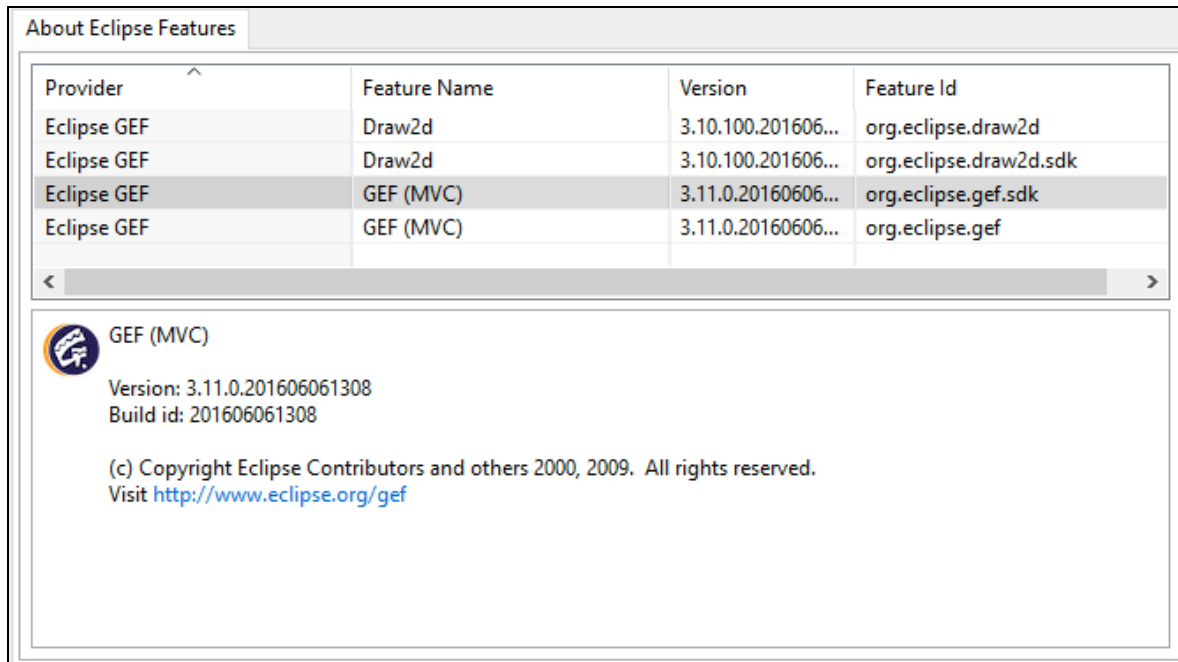 About Eclipse Features
Provider Feature Name Version Feature Id
Eclipse GEF Draw2d 3.10.100.201606... org.eclipse.draw2d
Eclipse GEF Draw2d 3.10.100.201606... org.eclipse.draw2d.sdk
Eclipse GEF GEF (MVC) 3.11.0.20160606... org.eclipse.gef.sdk
Eclipse GEF GEF (MVC) 3.11.0.20160606... org.eclipse.gef
GEF (MVC)
Version: 3.11.0.201606061308
Build id: 201606061308
(c) Copyright Eclipse Contributors and others 2000, 2009.  All rights reserved.
Visit http://www.eclipse.org/gef